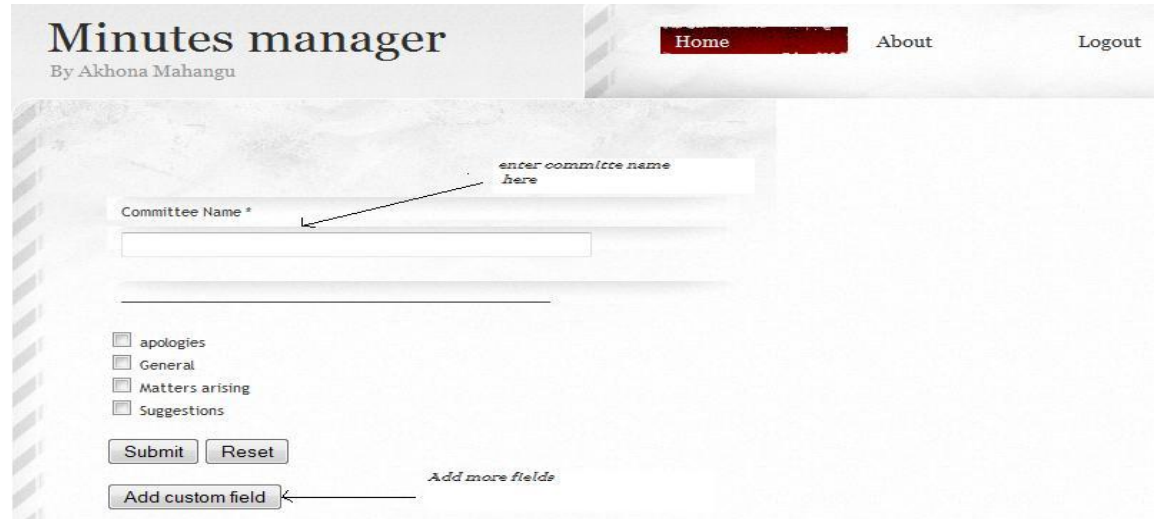 Minutes manager
By Akhona Mahangu
Home
About
Logout
enter committe name
here
Committee Name *
apologies
General
Matters arising
Suggestions
Submit
Reset
Add more fields
Add custom field